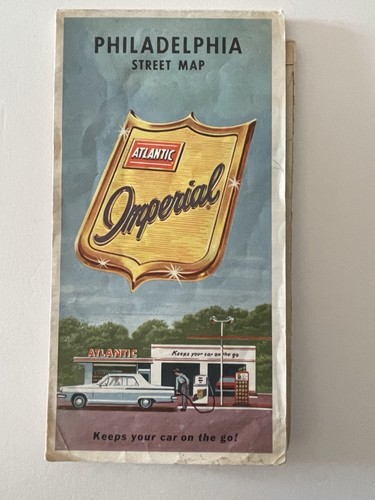 PHILADELPHIA
STREET MAP
ATLANTIC
Imperial
ATLANTIC
Keeps your car on the go
Keeps your car on the go!